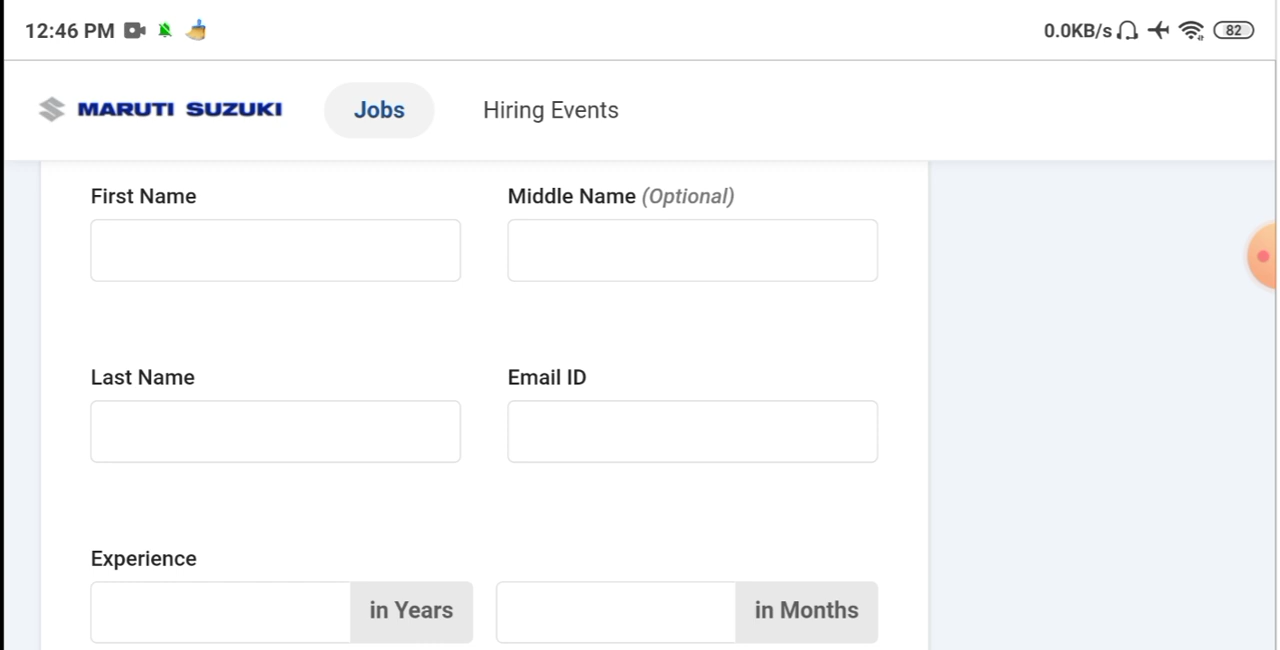 12:46 PM 0.0KB/s 82
MARUTI SUZUKI Jobs Hiring Events
First Name Middle Name (Optional)
Last Name Email ID
Experience
in Years in Months